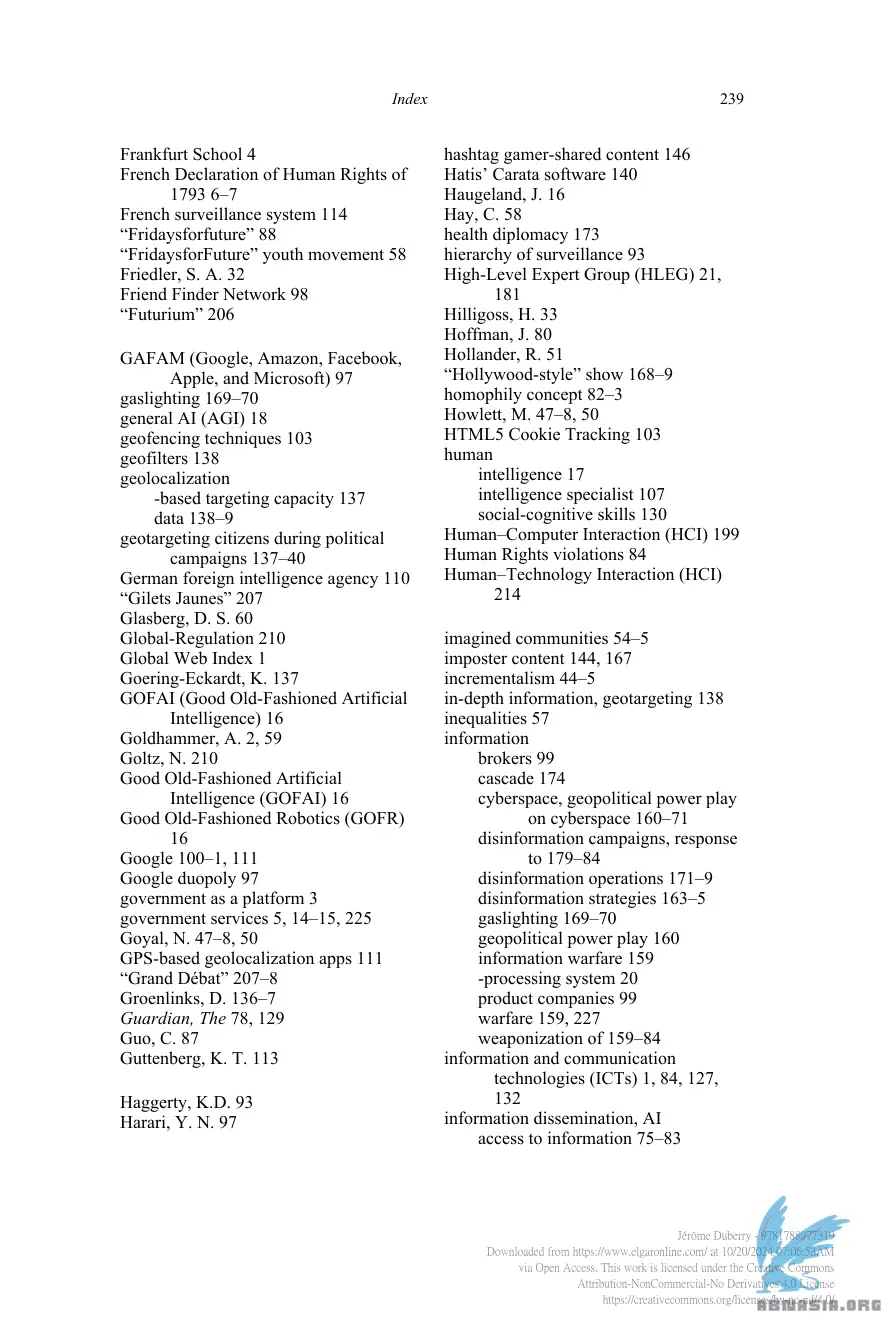 Index
239
Frankfurt School 4
French Declaration of Human Rights of
1793 6–7
French surveillance system 114
“Fridaysforfuture” 88
“FridaysforFuture” youth movement 58
Friedler, S. A. 32
Friend Finder Network 98
“Futurium” 206
GAFAM (Google, Amazon, Facebook,
Apple, and Microsoft) 97
gaslighting 169–70
general AI (AGI) 18
geofencing techniques 103
geofilters 138
geolocalization
-based targeting capacity 137
data 138–9
geotargeting citizens during political
campaigns 137–40
German foreign intelligence agency 110
“Gilets Jaunes” 207
Glasberg, D. S. 60
Global-Regulation 210
Global Web Index 1
Goering-Eckardt, K. 137
GOFAI (Good Old-Fashioned Artificial
Intelligence) 16
Goldhammer, A. 2, 59
Goltz, N. 210
Good Old-Fashioned Artificial
Intelligence (GOFAI) 16
Good Old-Fashioned Robotics (GOFR)
16
Google 100–1, 111
Google duopoly 97
government as a platform 3
government services 5, 14–15, 225
Goyal, N. 47–8, 50
GPS-based geolocalization apps 111
“Grand Débat” 207–8
Groenlinks, D. 136–7
Guardian, The 78, 129
Guo, C. 87
Guttenberg, K. T. 113
Haggerty, K.D. 93
Harari, Y. N. 97
hashtag gamer-shared content 146
Hatis’ Carata software 140
Haugeland, J. 16
Hay, C. 58
health diplomacy 173
hierarchy of surveillance 93
High-Level Expert Group (HLEG) 21,
181
Hilligoss, H. 33
Hoffman, J. 80
Hollander, R. 51
“Hollywood-style” show 168–9
homophily concept 82–3
Howlett, M. 47–8, 50
HTML5 Cookie Tracking 103
human
intelligence 17
intelligence specialist 107
social-cognitive skills 130
Human–Computer Interaction (HCI) 199
Human Rights violations 84
Human–Technology Interaction (HCI)
214
imagined communities 54–5
imposter content 144, 167
incrementalism 44–5
in-depth information, geotargeting 138
inequalities 57
information
brokers 99
cascade 174
cyberspace, geopolitical power play
on cyberspace 160–71
disinformation campaigns, response
to 179–84
disinformation operations 171–9
disinformation strategies 163–5
gaslighting 169–70
geopolitical power play 160
information warfare 159
-processing system 20
product companies 99
warfare 159, 227
weaponization of 159–84
information and communication
technologies (ICTs) 1, 84, 127,
132
information dissemination, AI
access to information 75–83
Jérôme Duberry - 9781788977319
Downloaded from https://www.elgaronline.com/ at 10/20/2024 07:06:53AM
via Open Access. This work is licensed under the Creative Commons
Attribution-NonCommercial-No Derivatives 4.0 License
https://creativecommons.org/licenses/by-nc-nd/4.0/
ABTWASIA.ORG